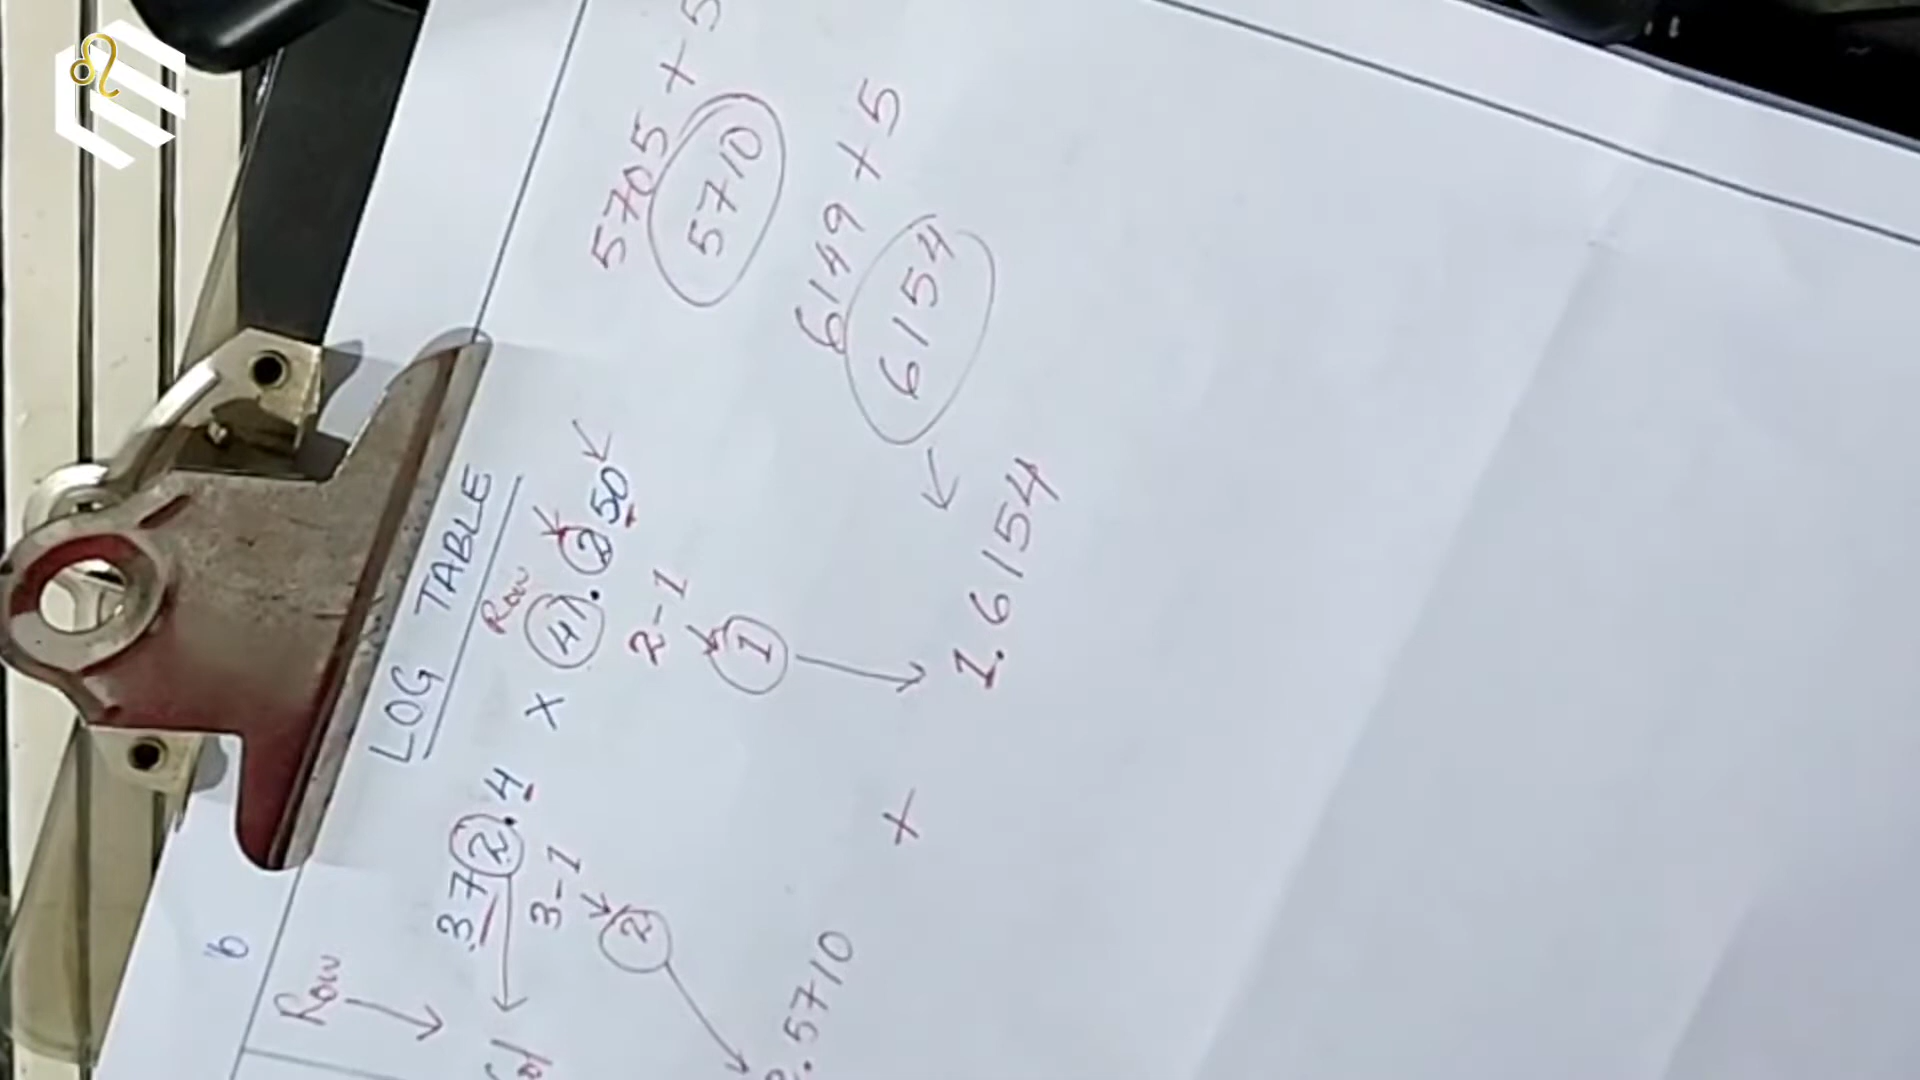 LOG TABLE
Row
Row
372.4 × 41.250
3-1
2-1
Col
2
1
5705 + 5
5710
6149 + 5
6154
.5710 + 1.6154